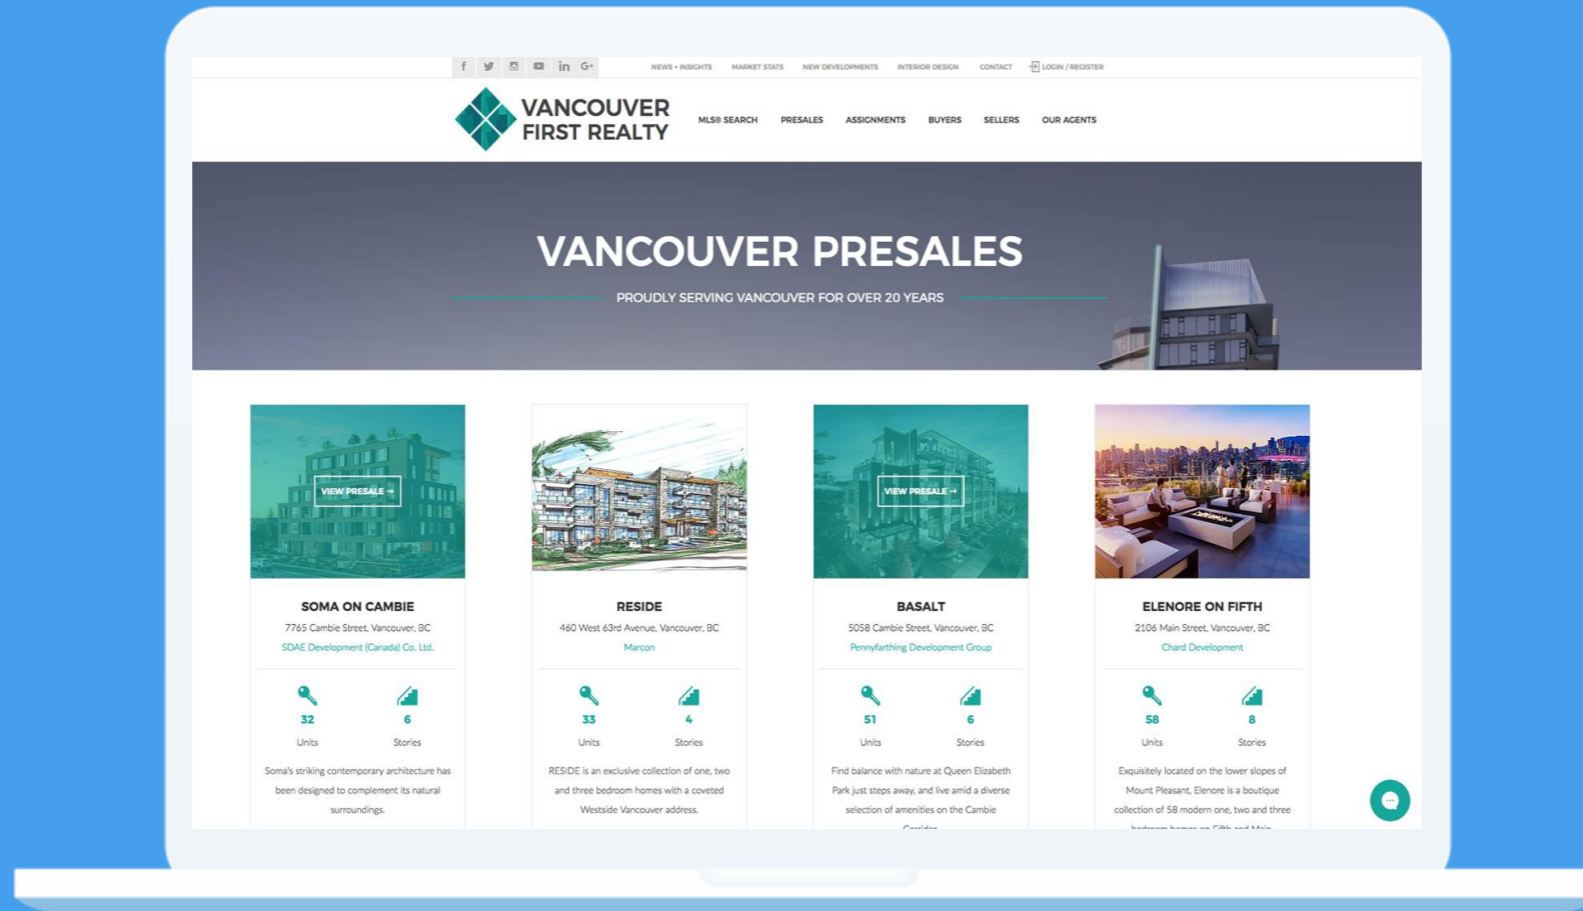 NEWS + INSIGHTS MARKET STATS NEW DEVELOPMENTS INTERIOR DESIGN CONTACT LOGIN / REGISTER
VANCOUVER
FIRST REALTY
MLS® SEARCH PRESALES ASSIGNMENTS BUYERS SELLERS OUR AGENTS
VANCOUVER PRESALES
PROUDLY SERVING VANCOUVER FOR OVER 20 YEARS
VIEW PRESALE →
VIEW PRESALE →
SOMA ON CAMBIE
7765 Cambie Street, Vancouver, BC
SDAE Development (Canada) Co. Ltd.
32 6
Units Stories
Soma's striking contemporary architecture has
been designed to complement its natural
surroundings.
RESIDE
460 West 63rd Avenue, Vancouver, BC
Marcon
33 4
Units Stories
RESIDE is an exclusive collection of one, two
and three bedroom homes with a coveted
Westside Vancouver address.
BASALT
5058 Cambie Street, Vancouver, BC
Pennyfarthing Development Group
51 6
Units Stories
Find balance with nature at Queen Elizabeth
Park just steps away, and live amid a diverse
selection of amenities on the Cambie
Corridor
ELENORE ON FIFTH
2106 Main Street, Vancouver, BC
Chard Development
58 8
Units Stories
Exquisitely located on the lower slopes of
Mount Pleasant, Elenore is a boutique
collection of 58 modern one, two and three
bedroom homes on Fifth and Main